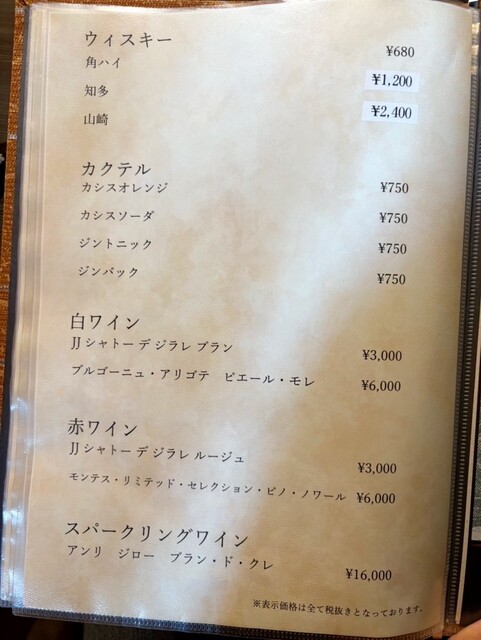 ウィスキー
角ハイ ¥680
知多 ¥1,200
山崎 ¥2,400
カクテル
カシスオレンジ ¥750
カシスソーダ ¥750
ジントニック ¥750
ジンバック ¥750
白ワイン
JJシャトー デ ジラレ ブラン ¥3,000
ブルゴーニュ・アリゴテ ピエール・モレ ¥6,000
赤ワイン
JJシャトー デ ジラレ ルージュ ¥3,000
モンテス・リミテッド・セレクション・ピノ・ノワール ¥6,000
スパークリングワイン
アンリ ジロー ブラン・ド・クレ ¥16,000
※表示価格は全て税抜きとなっております。